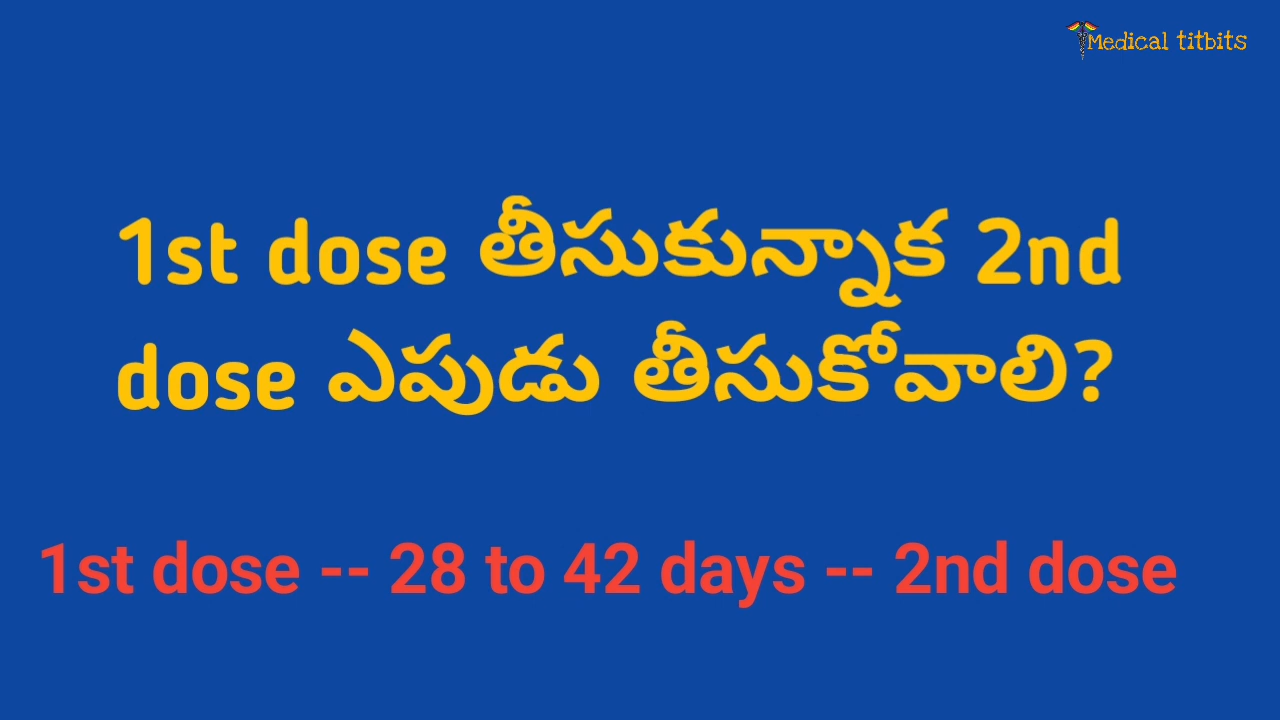 Medical titbits
1st dose తీసుకున్నాక 2nd
dose ఎపుడు తీసుకోవాలి?
1st dose -- 28 to 42 days -- 2nd dose